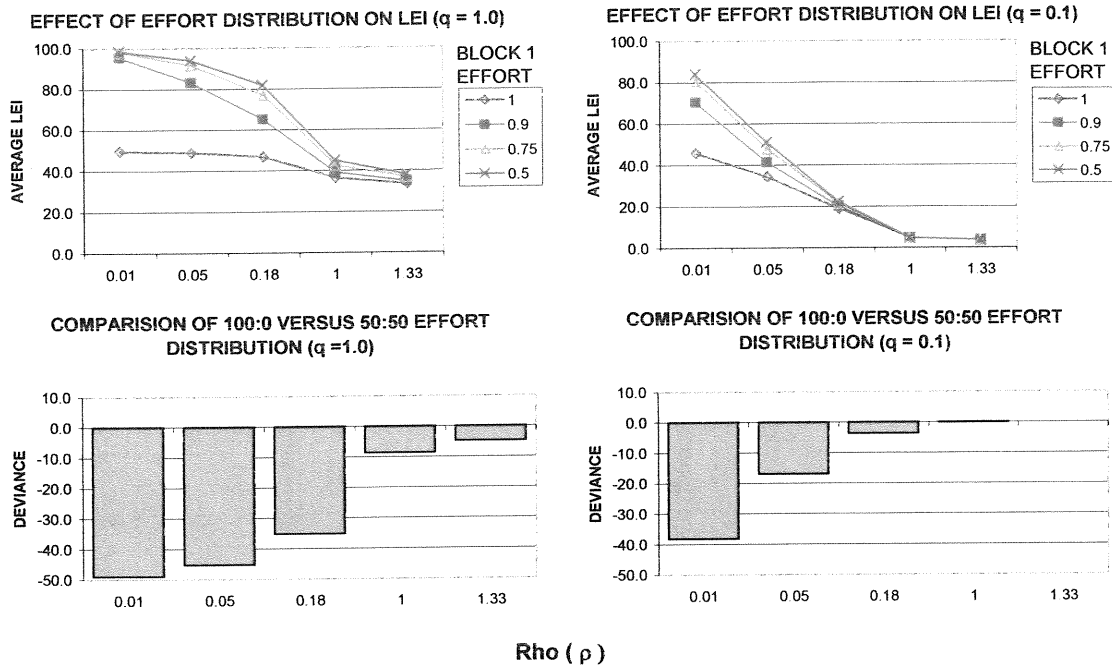 EFFECT OF EFFORT DISTRIBUTION ON LEI (q = 1.0)
AVERAGE LEI
100.0
80.0
60.0
40.0
20.0
0.0
0.01 0.05 0.18 1 1.33
BLOCK 1
EFFORT
1
0.9
0.75
0.5
EFFECT OF EFFORT DISTRIBUTION ON LEI (q = 0.1)
AVERAGE LEI
100.0
80.0
60.0
40.0
20.0
0.0
0.01 0.05 0.18 1 1.33
BLOCK 1
EFFORT
1
0.9
0.75
0.5
COMPARISION OF 100:0 VERSUS 50:50 EFFORT
DISTRIBUTION (q =1.0)
DEVIANCE
10.0
0.0
-10.0
-20.0
-30.0
-40.0
-50.0
0.01 0.05 0.18 1 1.33
COMPARISION OF 100:0 VERSUS 50:50 EFFORT
DISTRIBUTION (q = 0.1)
DEVIANCE
10.0
0.0
-10.0
-20.0
-30.0
-40.0
-50.0
0.01 0.05 0.18 1 1.33
Rho ( ρ )